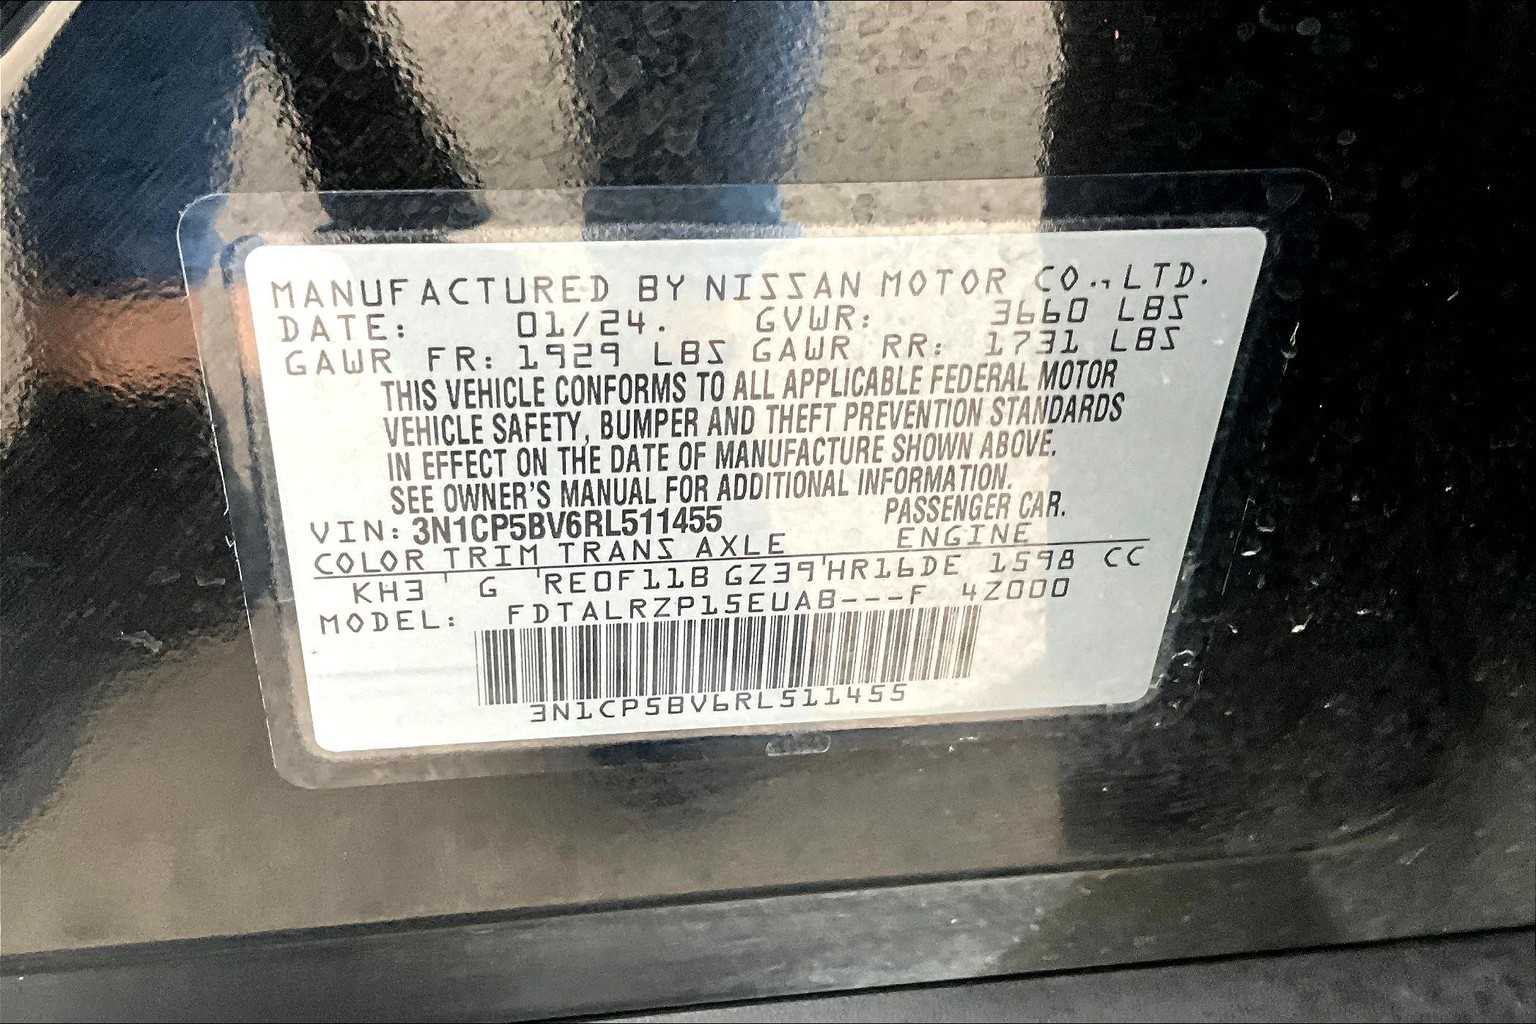 MANUFACTURED BY NISSAN MOTOR CO.,LTD.
DATE: 01/24. GVWR: 3660 LBS
GAWR FR: 1929 LBS GAWR RR: 1731 LBS
THIS VEHICLE CONFORMS TO ALL APPLICABLE FEDERAL MOTOR
VEHICLE SAFETY, BUMPER AND THEFT PREVENTION STANDARDS
IN EFFECT ON THE DATE OF MANUFACTURE SHOWN ABOVE.
SEE OWNER'S MANUAL FOR ADDITIONAL INFORMATION.
VIN: 3N1CP5BV6RL511455 PASSENGER CAR.
COLOR TRIM TRANS AXLE ENGINE
KH3 G RE0F11B GZ39 HR16DE 1598 CC
MODEL: FDTALRZP15EUAB---F 4Z000
3N1CP5BV6RL511455